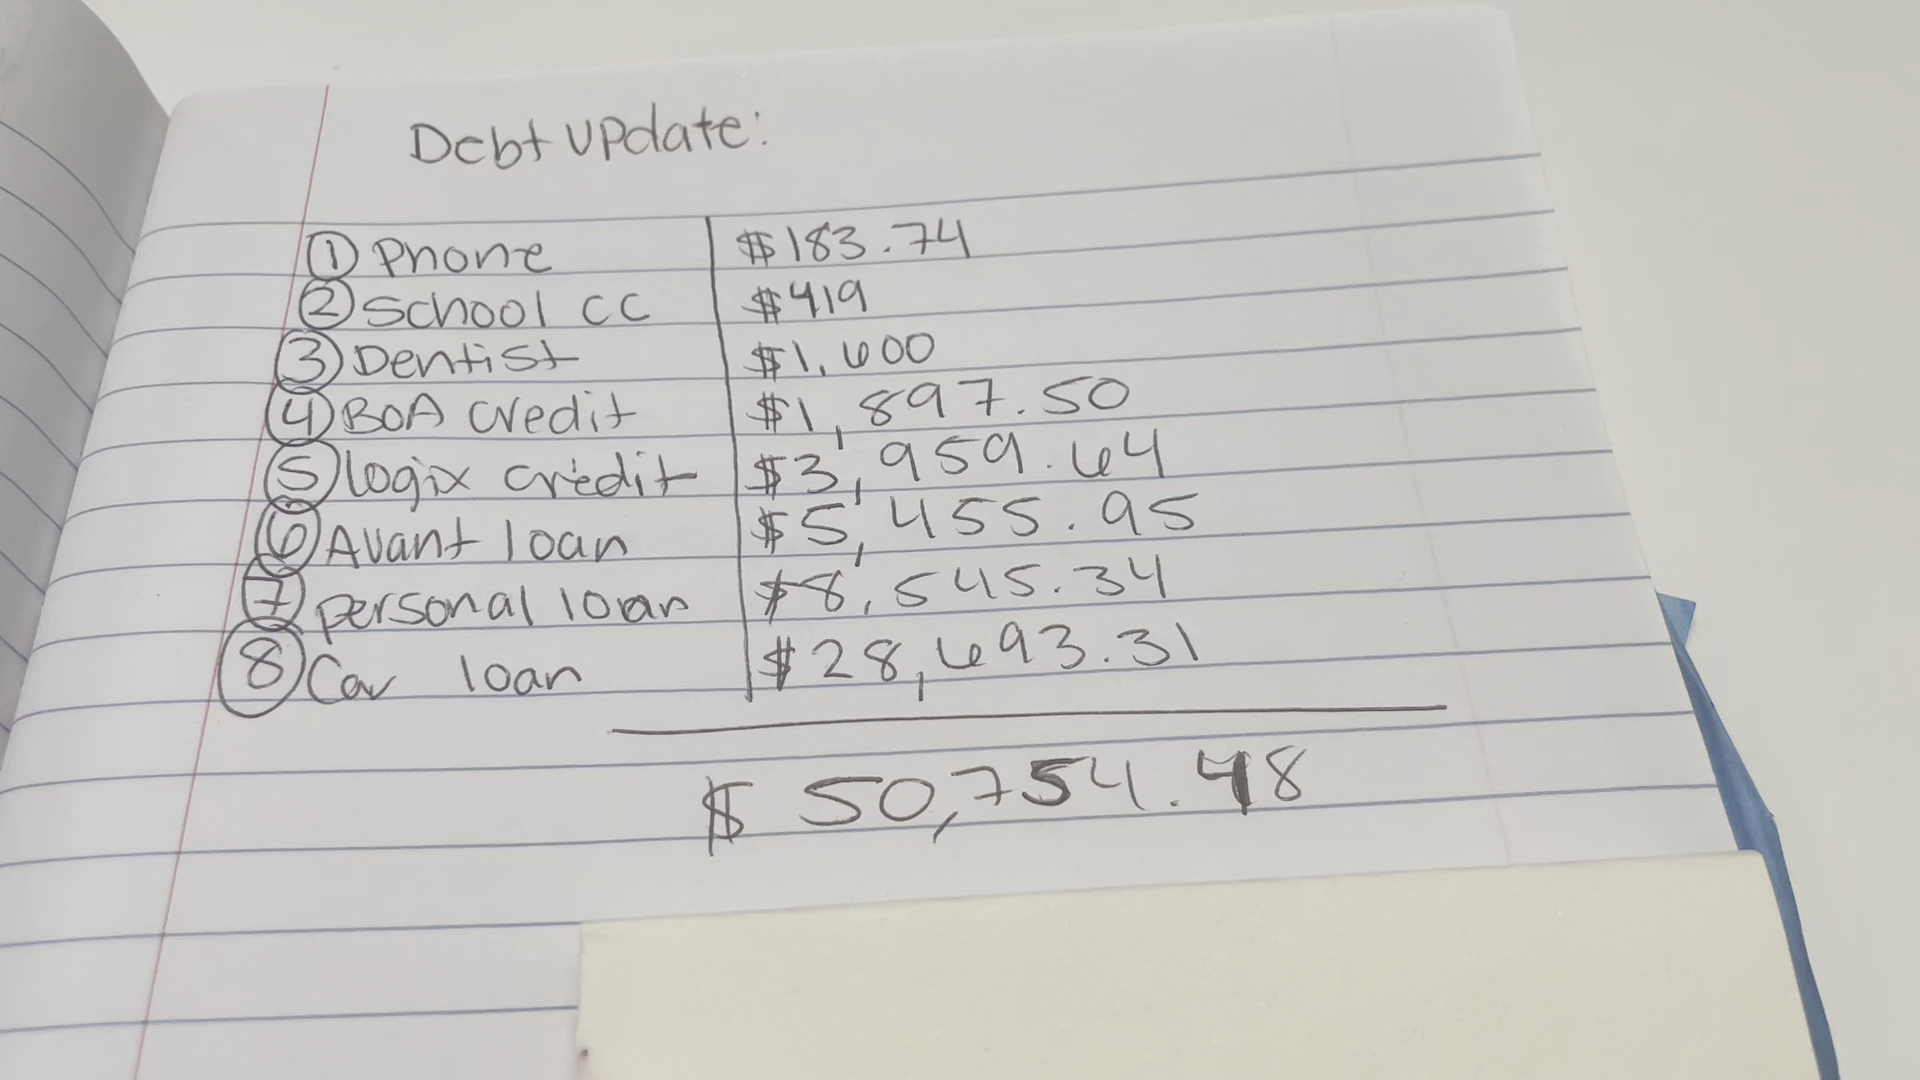 Debt update:
① Phone $183.74
② School CC $419
③ Dentist $1,600
④ BOA credit $1,897.50
⑤ logix credit $3,959.64
⑥ Avant loan $5,455.95
⑦ personal loan $8,545.34
⑧ Car loan $28,693.31
$ 50,754.48